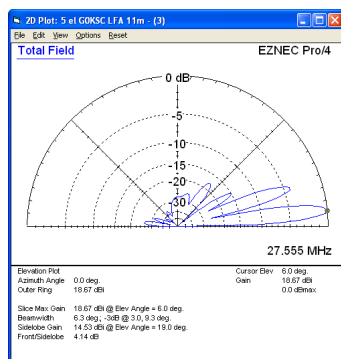 2D Plot: 5 el G0KSC LFA 11m - (3)
File Edit View Options Reset
Total Field
EZNEC Pro/4
0 dB
-5
-10
-15
-20
-30
27.555 MHz
Elevation Plot
Cursor Elev 6.0 deg.
Azimuth Angle 0.0 deg.
Gain 18.67 dBi
Outer Ring 18.67 dBi
0.0 dBmax
Slice Max Gain 18.67 dBi @ Elev Angle = 6.0 deg.
Beamwidth 6.3 deg.; -3dB @ 3.0, 9.3 deg.
Sidelobe Gain 14.53 dBi @ Elev Angle = 19.0 deg.
Front/Sidelobe 4.14 dB